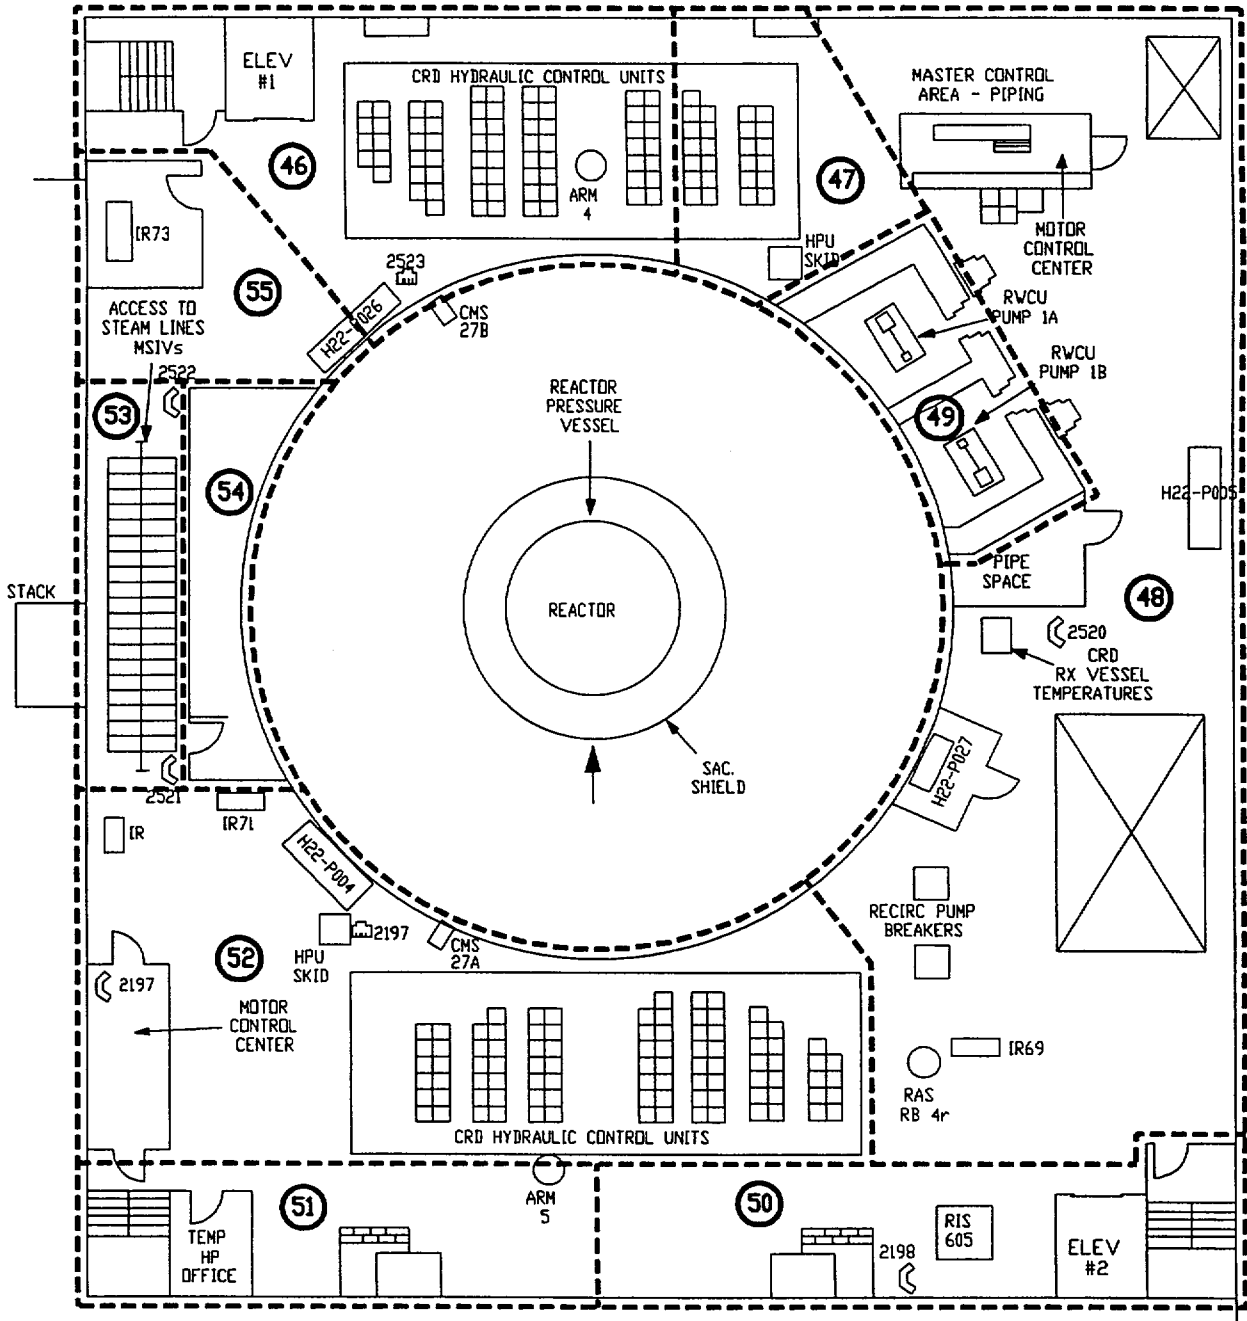 ELEV
#1
CRD HYDRAULIC CONTROL UNITS
MASTER CONTROL
AREA - PIPING
46
ARM
4
47
IR73
HPU
SKID
MOTOR
CONTROL
CENTER
2523
55
H22-P026
CMS
27B
ACCESS TO
STEAM LINES
MSIVs
RWCU
PUMP 1A
RWCU
PUMP 1B
2522
53
REACTOR
PRESSURE
VESSEL
49
54
H22-P005
PIPE
SPACE
STACK
REACTOR
48
2520
CRD
RX VESSEL
TEMPERATURES
SAC.
SHIELD
H22-P027
2521
IR
IR71
H22-P004
RECIRC PUMP
BREAKERS
2197
CMS
27A
HPU
SKID
52
2197
MOTOR
CONTROL
CENTER
IR69
RAS
RB 4r
CRD HYDRAULIC CONTROL UNITS
51
ARM
5
50
TEMP
HP
OFFICE
RIS
605
2198
ELEV
#2